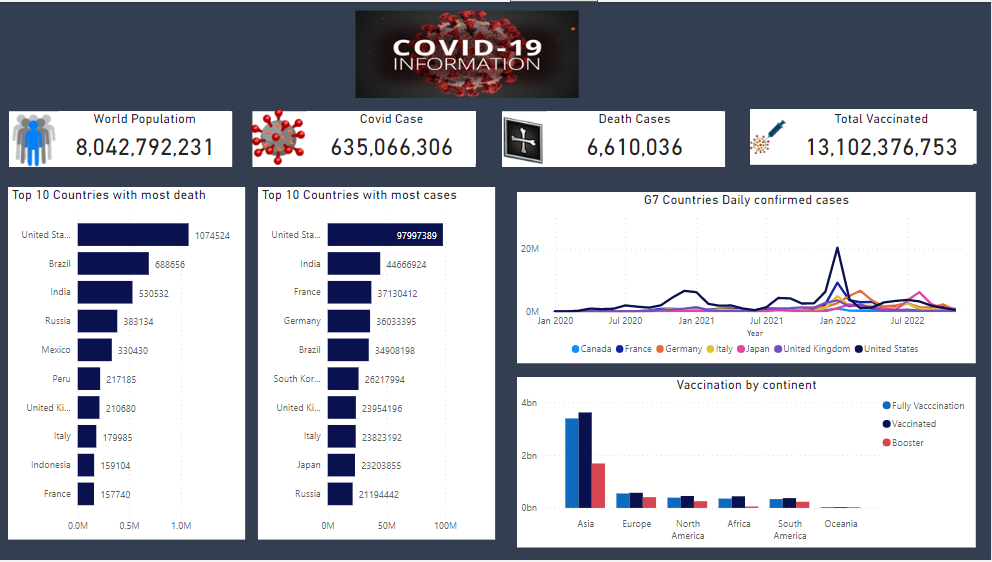 COVID-19
INFORMATION
World Populatiom
8,042,792,231
Covid Case
635,066,306
Death Cases
6,610,036
Total Vaccinated
13,102,376,753
Top 10 Countries with most death
United Sta... 1074524
Brazil 688656
India 530532
Russia 383134
Mexico 330430
Peru 217185
United Ki... 210680
Italy 179985
Indonesia 159104
France 157740
0.0M 0.5M 1.0M
Top 10 Countries with most cases
United Sta... 97997389
India 44666924
France 37130412
Germany 36033395
Brazil 34908198
South Kor... 26217994
United Ki... 23954196
Italy 23823192
Japan 23203855
Russia 21194442
0M 50M 100M
G7 Countries Daily confirmed cases
20M
0M
Jan 2020 Jul 2020 Jan 2021 Jul 2021 Jan 2022 Jul 2022
Year
Canada France Germany Italy Japan United Kingdom United States
Vaccination by continent
4bn
2bn
0bn
Asia Europe North America Africa South America Oceania
Fully Vacccination
Vaccinated
Booster